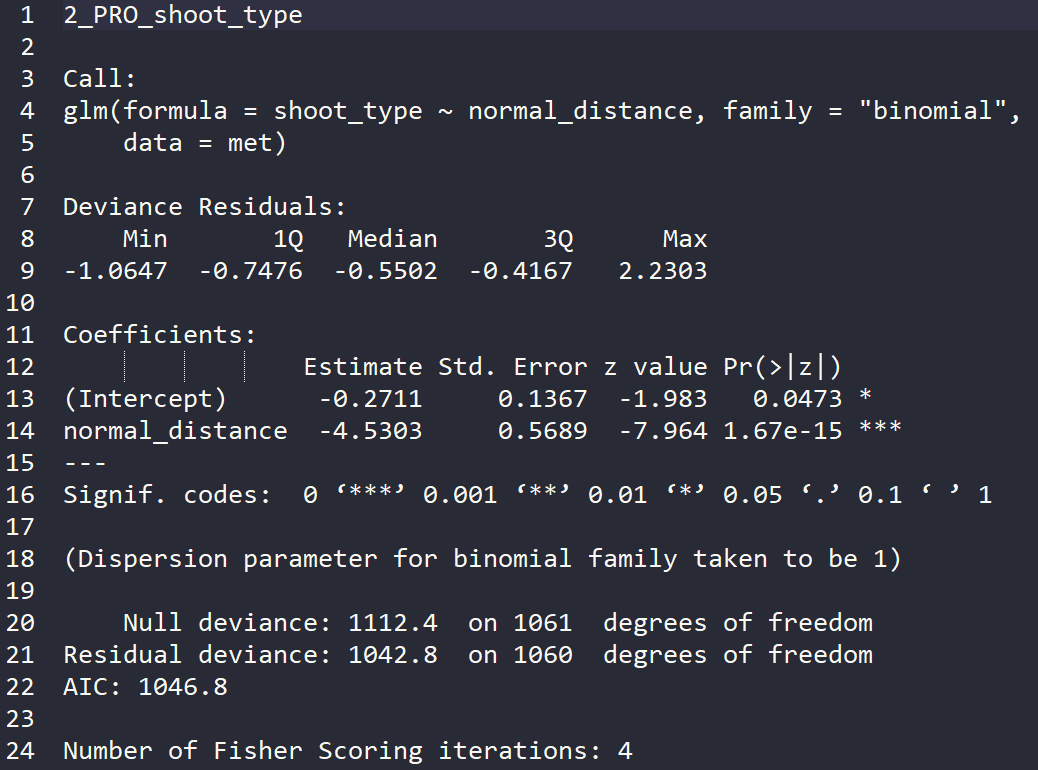 1 2_PRO_shoot_type
2
3 Call:
4 glm(formula = shoot_type ~ normal_distance, family = "binomial",
5     data = met)
6
7 Deviance Residuals:
8     Min       1Q   Median       3Q      Max
9 -1.0647  -0.7476  -0.5502  -0.4167   2.2303
10
11 Coefficients:
12                 Estimate Std. Error z value Pr(>|z|)
13 (Intercept)      -0.2711     0.1367  -1.983   0.0473 *
14 normal_distance  -4.5303     0.5689  -7.964 1.67e-15 ***
15 ---
16 Signif. codes:  0 ‘***’ 0.001 ‘**’ 0.01 ‘*’ 0.05 ‘.’ 0.1 ‘ ’ 1
17
18 (Dispersion parameter for binomial family taken to be 1)
19
20     Null deviance: 1112.4  on 1061  degrees of freedom
21 Residual deviance: 1042.8  on 1060  degrees of freedom
22 AIC: 1046.8
23
24 Number of Fisher Scoring iterations: 4